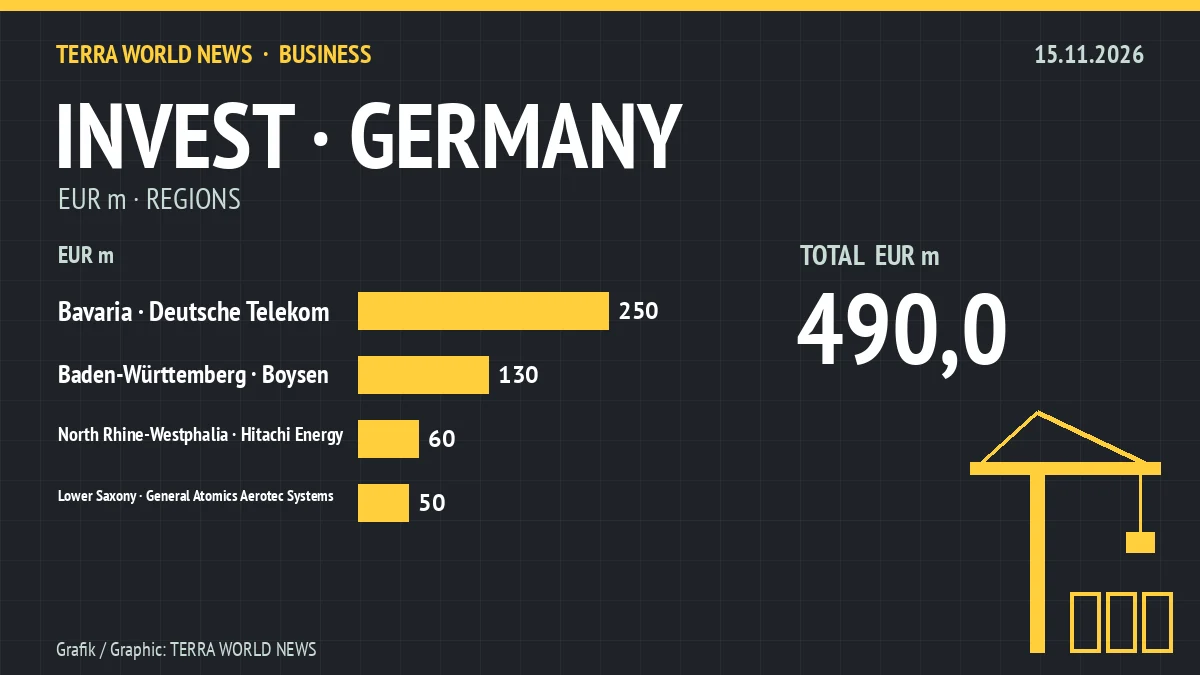 TERRA WORLD NEWS · BUSINESS
15.11.2026
INVEST · GERMANY
EUR m · REGIONS
EUR m
Bavaria · Deutsche Telekom 250
Baden-Württemberg · Boysen 130
North Rhine-Westphalia · Hitachi Energy 60
Lower Saxony · General Atomics Aerotec Systems 50
TOTAL EUR m
490,0
Grafik / Graphic: TERRA WORLD NEWS